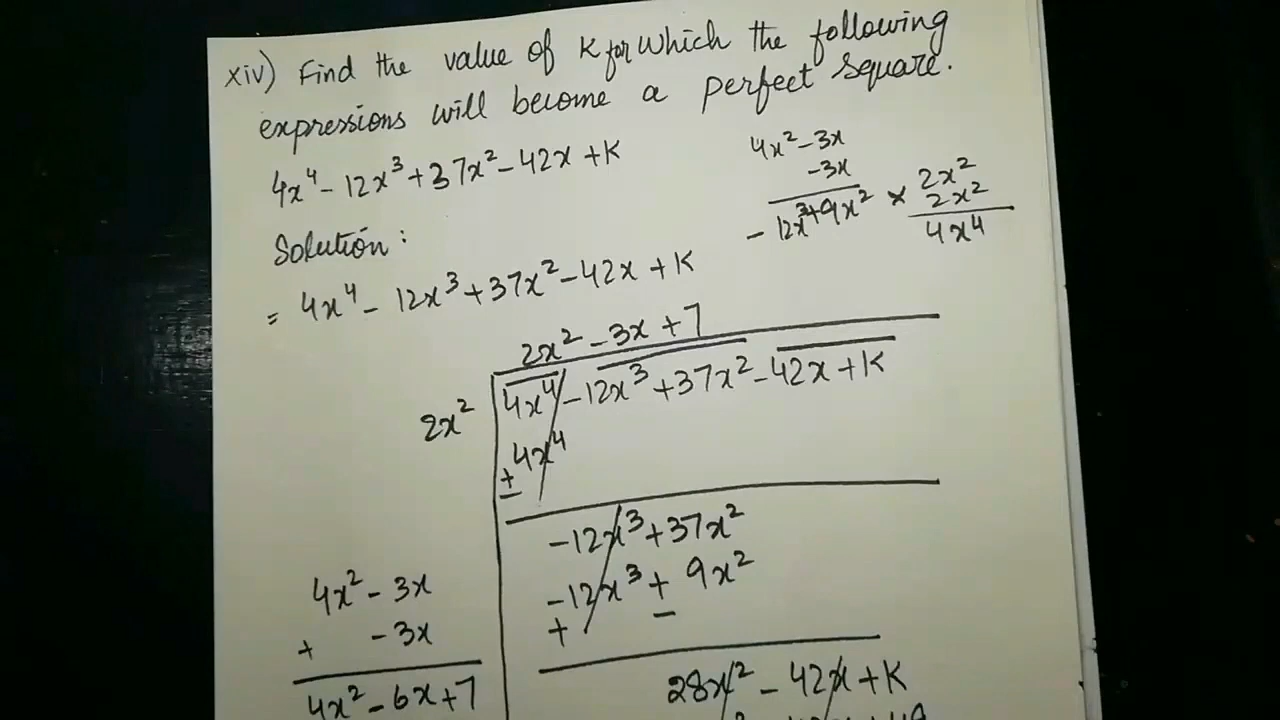 xiv) Find the value of K for which the following
expressions will become a perfect square.
4x⁴ - 12x³ + 37x² - 42x + K
4x² - 3x
- 3x
- 12x³ + 9x² × 2x²
2x²
4x⁴
Solution :
= 4x⁴ - 12x³ + 37x² - 42x + K
2x² - 3x + 7
2x² 4x⁴ - 12x³ + 37x² - 42x + K
± 4x⁴
- 12x³ + 37x²
- 12x³ + 9x²
+ -
4x² - 3x
+ - 3x
4x² - 6x + 7
28x² - 42x + K